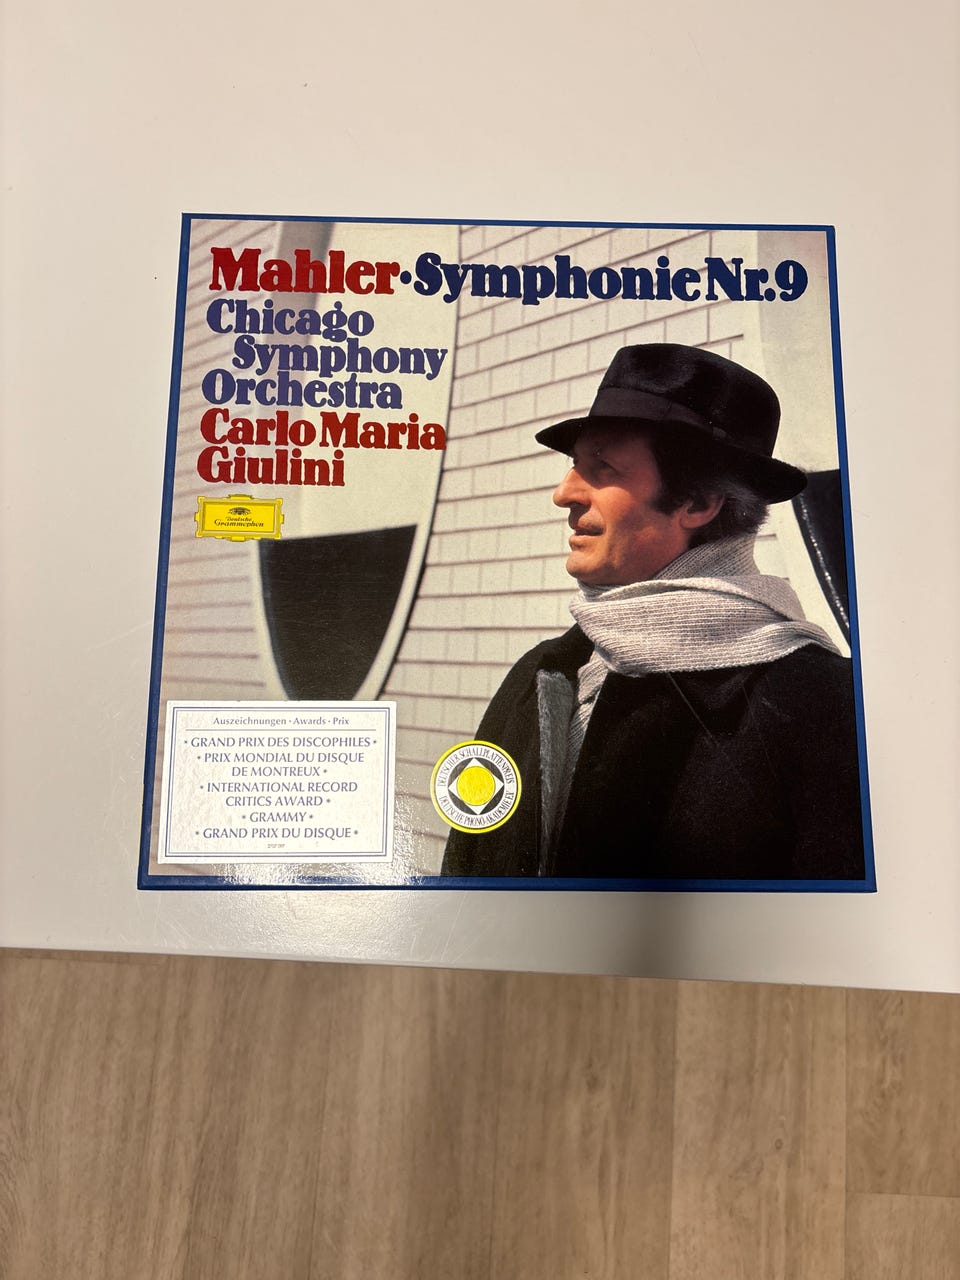 Mahler·Symphonie Nr.9
Chicago
Symphony
Orchestra
Carlo Maria
Giulini
Deutsche
Grammophon
Auszeichnungen · Awards · Prix
* GRAND PRIX DES DISCOPHILES *
* PRIX MONDIAL DU DISQUE
DE MONTREUX *
* INTERNATIONAL RECORD
CRITICS AWARD *
* GRAMMY *
* GRAND PRIX DU DISQUE *
DEUTSCHER SCHALLPLATTENPREIS
DEUTSCHE PHONO-AKADEMIE E.V.